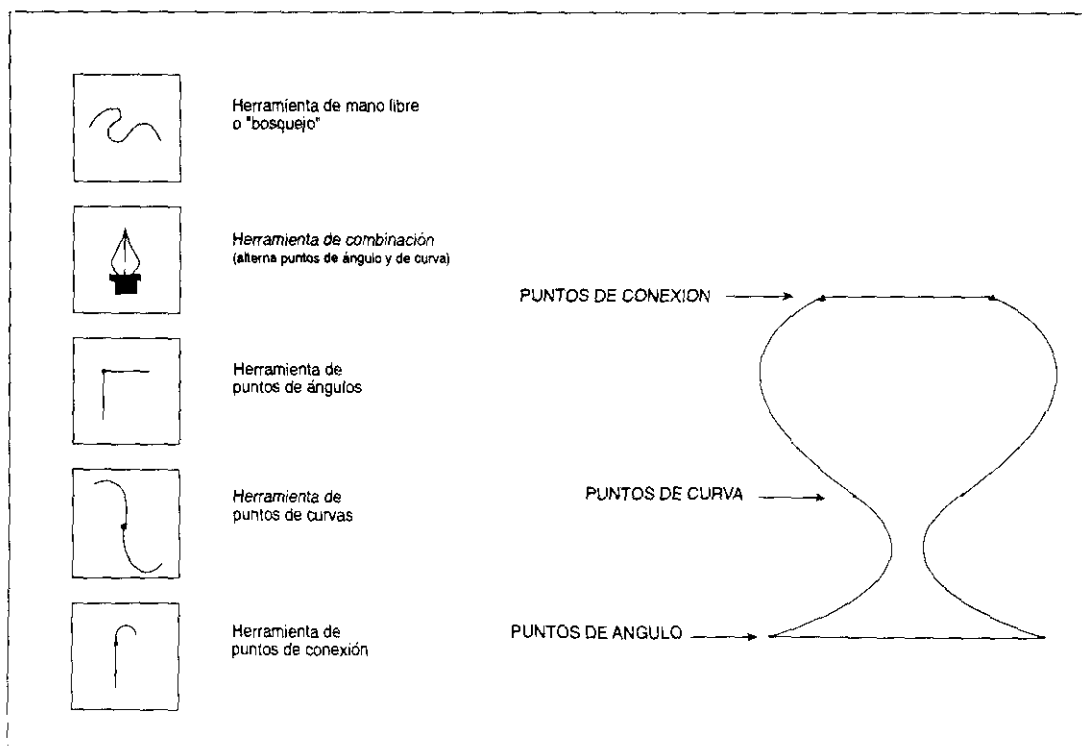 Herramienta de mano libre
o "bosquejo"
Herramienta de combinación
(alterna puntos de ángulo y de curva)
Herramienta de
puntos de ángulos
Herramienta de
puntos de curvas
Herramienta de
puntos de conexión
PUNTOS DE CONEXION
PUNTOS DE CURVA
PUNTOS DE ANGULO